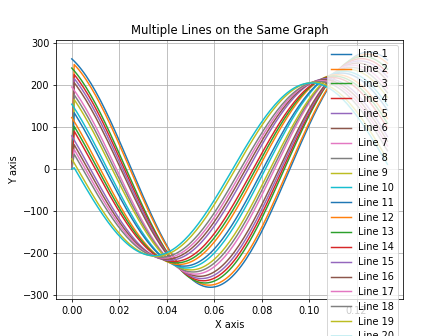 Multiple Lines on the Same Graph
300
200
100
0
−100
−200
−300
Y axis
0.00
0.02
0.04
0.06
0.08
0.10
X axis
Line 1
Line 2
Line 3
Line 4
Line 5
Line 6
Line 7
Line 8
Line 9
Line 10
Line 11
Line 12
Line 13
Line 14
Line 15
Line 16
Line 17
Line 18
Line 19
Line 20